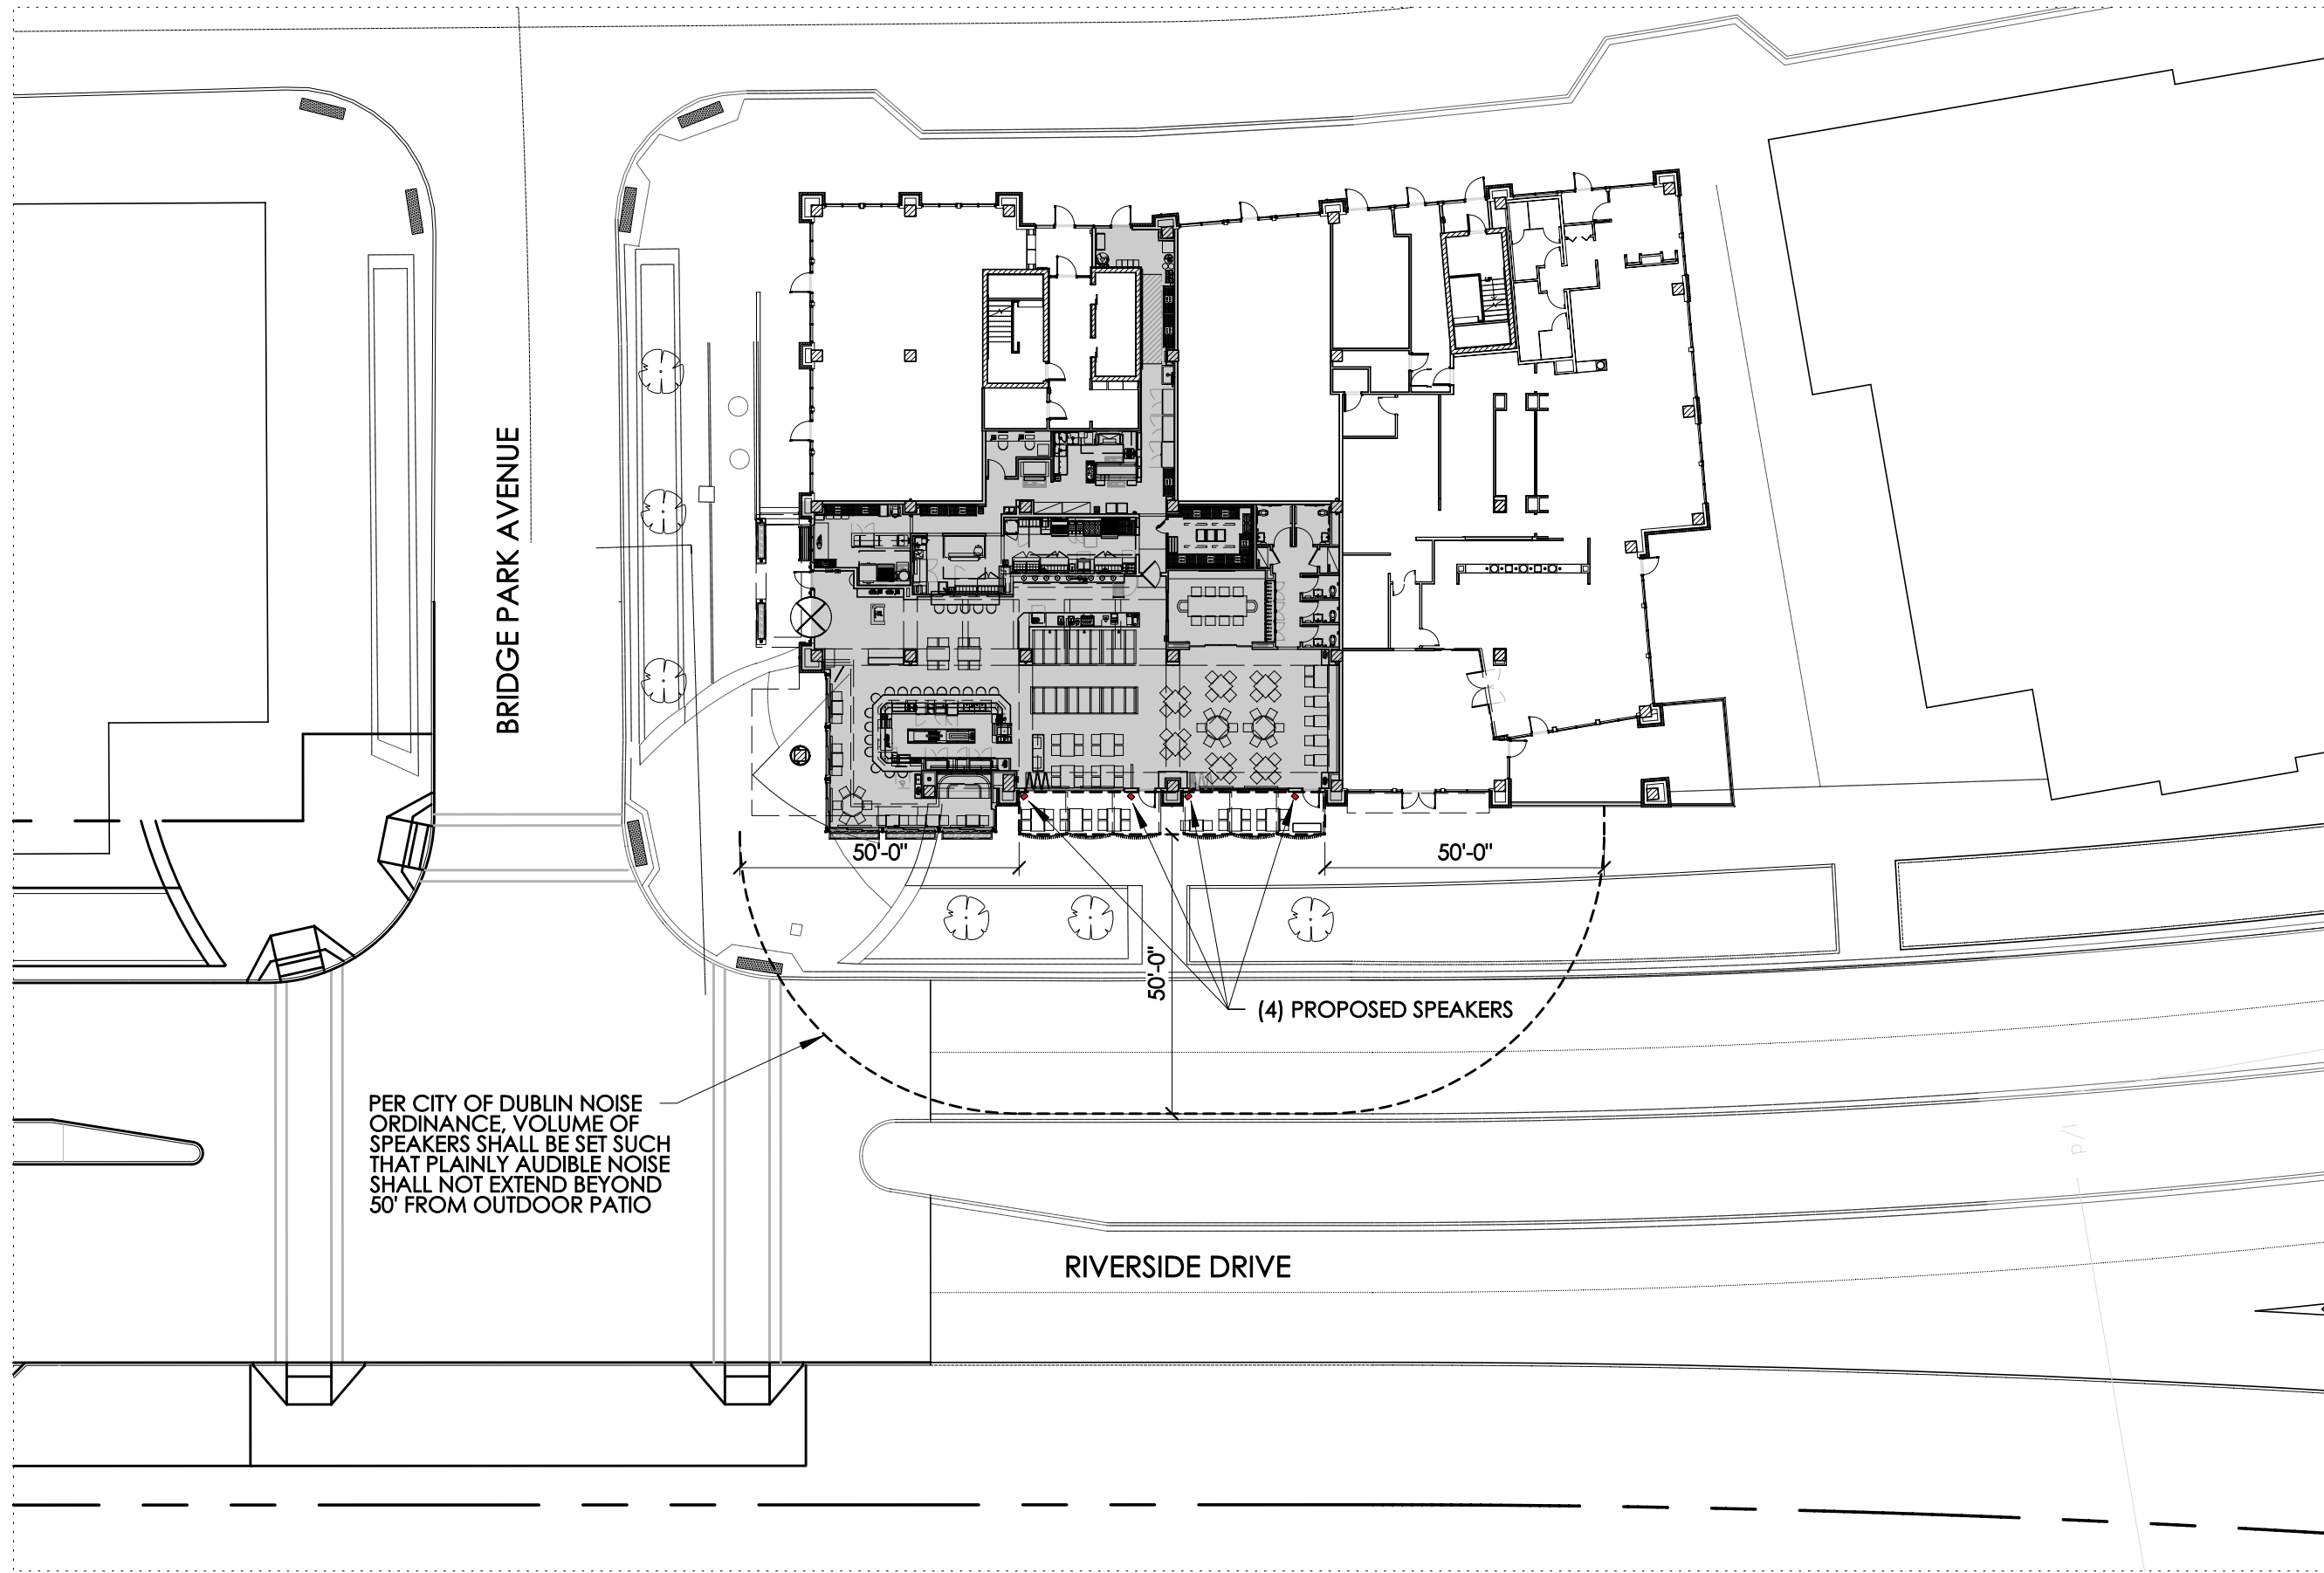 BRIDGE PARK AVENUE
50'-0"
50'-0"
50'-0"
(4) PROPOSED SPEAKERS
PER CITY OF DUBLIN NOISE
ORDINANCE, VOLUME OF
SPEAKERS SHALL BE SET SUCH
THAT PLAINLY AUDIBLE NOISE
SHALL NOT EXTEND BEYOND
50' FROM OUTDOOR PATIO
RIVERSIDE DRIVE